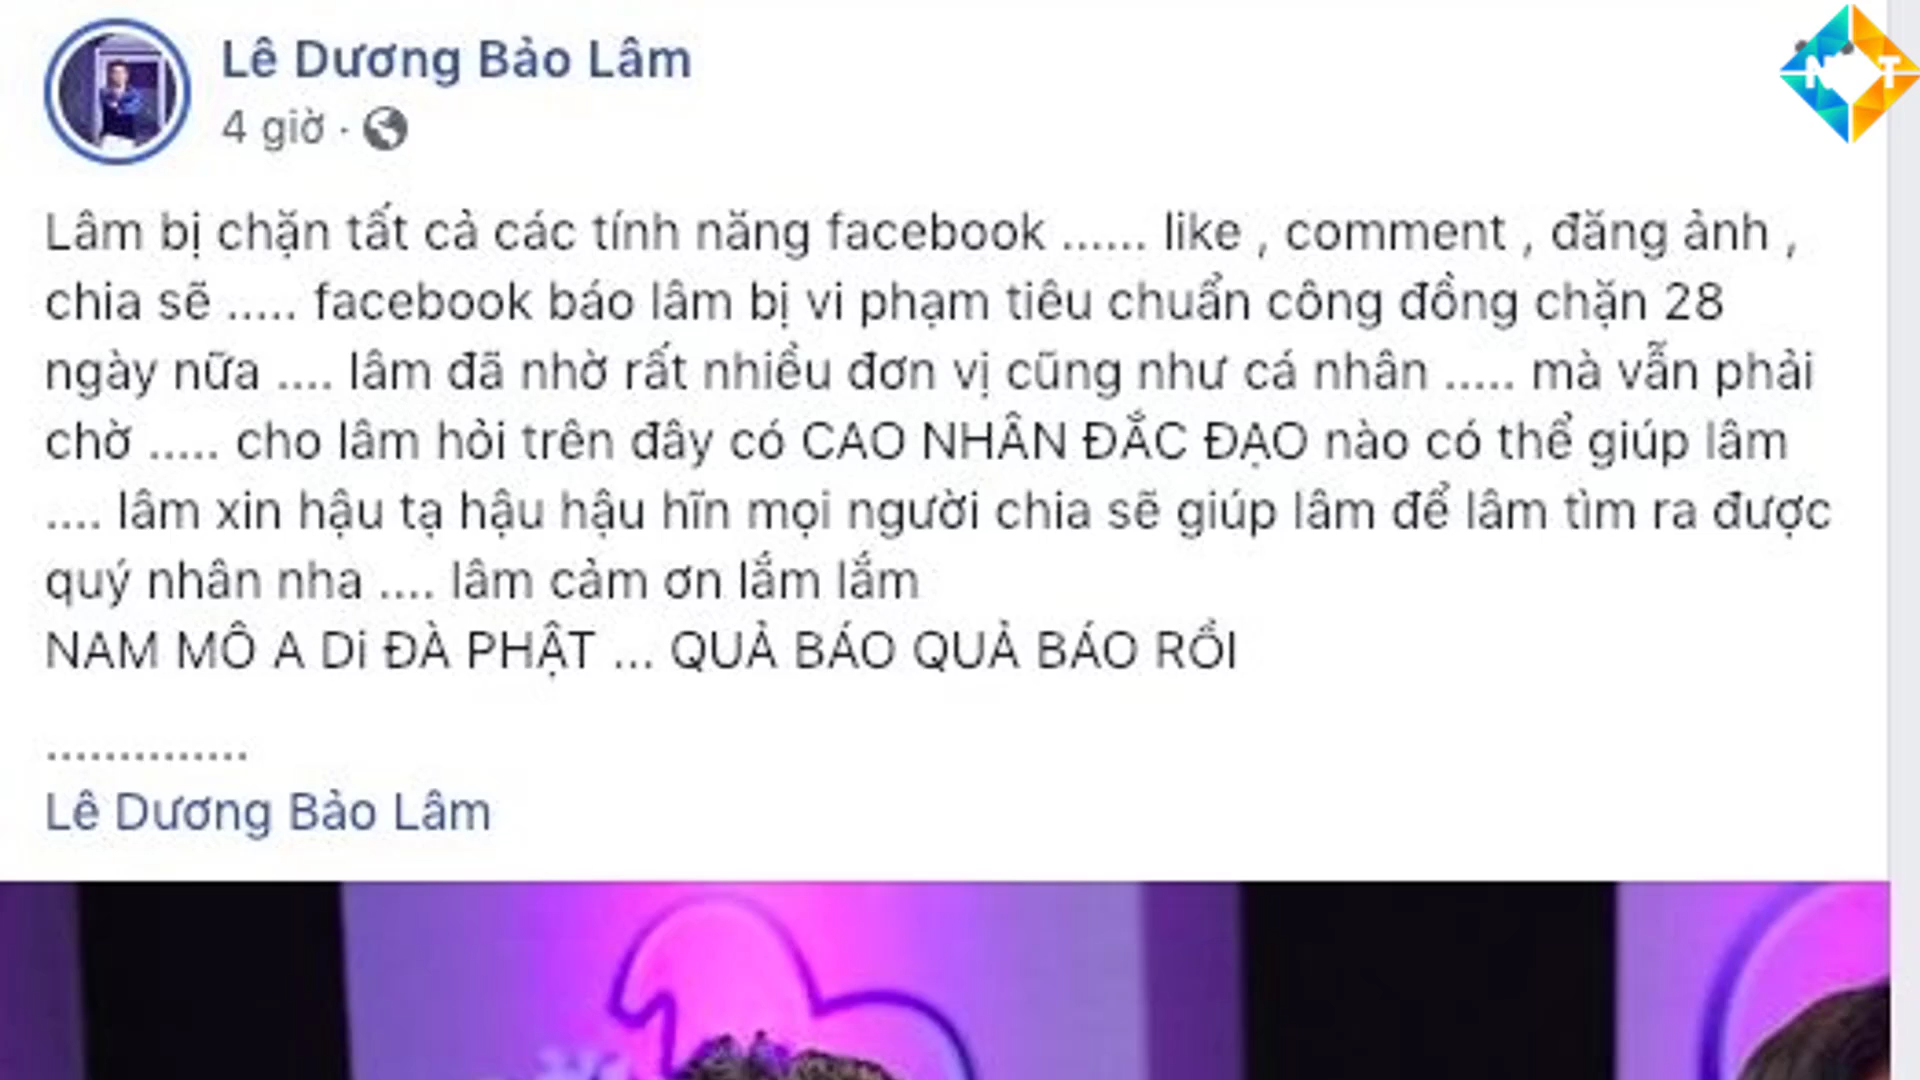 Lê Dương Bảo Lâm
4 giờ ·
Lâm bị chặn tất cả các tính năng facebook ...... like , comment , đăng ảnh ,
chia sẽ ..... facebook báo lâm bị vi phạm tiêu chuẩn công đồng chặn 28
ngày nữa .... lâm đã nhờ rất nhiều đơn vị cũng như cá nhân ..... mà vẫn phải
chờ ..... cho lâm hỏi trên đây có CAO NHÂN ĐẮC ĐẠO nào có thể giúp lâm
.... lâm xin hậu tạ hậu hậu hĩn mọi người chia sẽ giúp lâm để lâm tìm ra được
quý nhân nha .... lâm cảm ơn lắm lắm
NAM MÔ A Di ĐÀ PHẬT ... QUẢ BÁO QUẢ BÁO RỒI
..............
Lê Dương Bảo Lâm